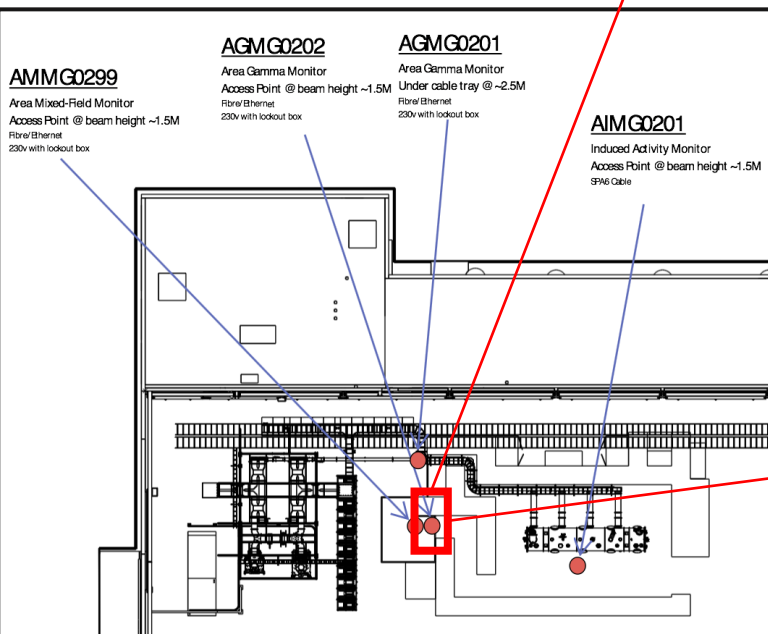 AMMG0299
Area Mixed-Field Monitor
Access Point @ beam height ~1.5M
Fibre/Ethernet
230v with lockout box
AGMG0202
Area Gamma Monitor
Access Point @ beam height ~1.5M
Fibre/Ethernet
230v with lockout box
AGMG0201
Area Gamma Monitor
Under cable tray @ ~2.5M
Fibre/Ethernet
230v with lockout box
AIMG0201
Induced Activity Monitor
Access Point @ beam height ~1.5M
SPA6 Cable